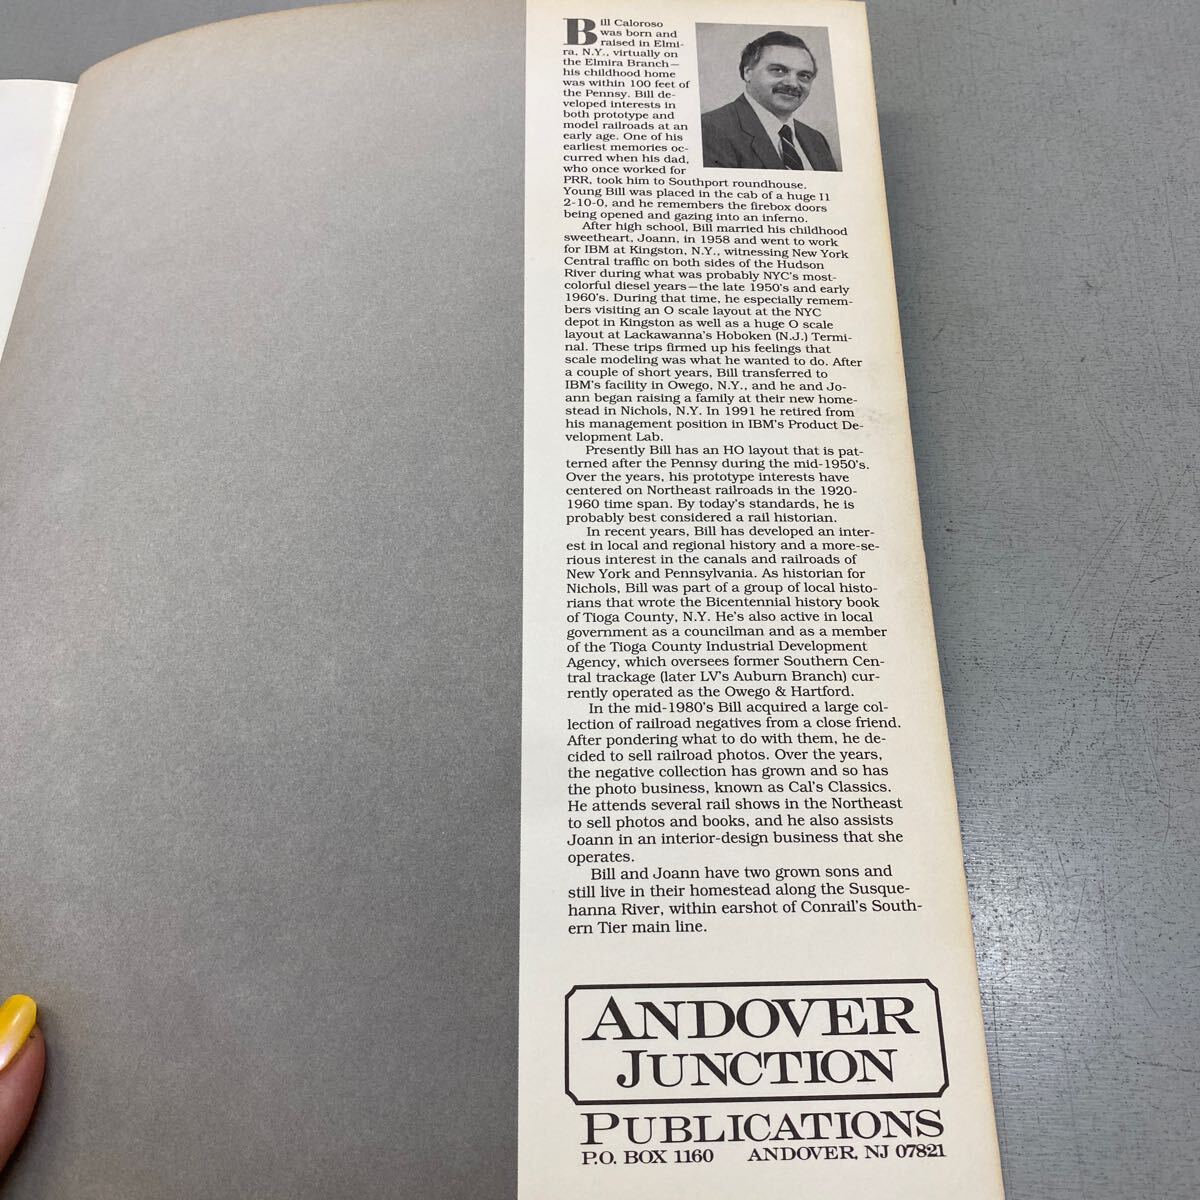 Bill Caloroso
was born and
raised in Elmi-
ra, N.Y., virtually on
the Elmira Branch—
his childhood home
was within 100 feet of
the Pennsy. Bill de-
veloped interests in
both prototype and
model railroads at an
early age. One of his
earliest memories oc-
curred when his dad,
who once worked for
PRR, took him to Southport roundhouse.
Young Bill was placed in the cab of a huge I1
2-10-0, and he remembers the firebox doors
being opened and gazing into an inferno.
After high school, Bill married his childhood
sweetheart, Joann, in 1958 and went to work
for IBM at Kingston, N.Y., witnessing New York
Central traffic on both sides of the Hudson
River during what was probably NYC's most-
colorful diesel years—the late 1950's and early
1960's. During that time, he especially remem-
bers visiting an O scale layout at the NYC
depot in Kingston as well as a huge O scale
layout at Lackawanna's Hoboken (N.J.) Termi-
nal. These trips firmed up his feelings that
scale modeling was what he wanted to do. After
a couple of short years, Bill transferred to
IBM's facility in Owego, N.Y., and he and Jo-
ann began raising a family at their new home-
stead in Nichols, N.Y. In 1991 he retired from
his management position in IBM's Product De-
velopment Lab.
Presently Bill has an HO layout that is pat-
terned after the Pennsy during the mid-1950's.
Over the years, his prototype interests have
centered on Northeast railroads in the 1920-
1960 time span. By today's standards, he is
probably best considered a rail historian.
In recent years, Bill has developed an inter-
est in local and regional history and a more-se-
rious interest in the canals and railroads of
New York and Pennsylvania. As historian for
Nichols, Bill was part of a group of local histo-
rians that wrote the Bicentennial history book
of Tioga County, N.Y. He's also active in local
government as a councilman and as a member
of the Tioga County Industrial Development
Agency, which oversees former Southern Cen-
tral trackage (later LV's Auburn Branch) cur-
rently operated as the Owego & Hartford.
In the mid-1980's Bill acquired a large col-
lection of railroad negatives from a close friend.
After pondering what to do with them, he de-
cided to sell railroad photos. Over the years,
the negative collection has grown and so has
the photo business, known as Cal's Classics.
He attends several rail shows in the Northeast
to sell photos and books, and he also assists
Joann in an interior-design business that she
operates.
Bill and Joann have two grown sons and
still live in their homestead along the Susque-
hanna River, within earshot of Conrail's South-
ern Tier main line.
ANDOVER
JUNCTION
PUBLICATIONS
P.O. BOX 1160 ANDOVER, NJ 07821